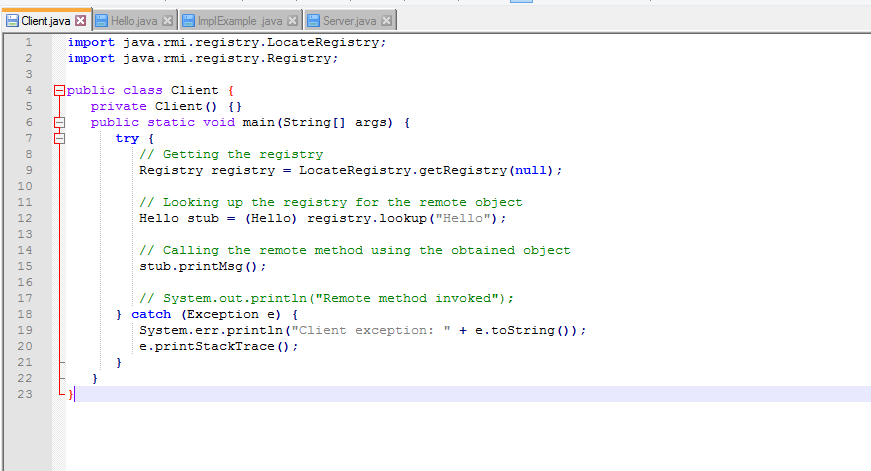 Client.java Hello.java ImplExample .java Server.java
1 import java.rmi.registry.LocateRegistry;
2 import java.rmi.registry.Registry;
3
4 public class Client {
5 private Client() {}
6 public static void main(String[] args) {
7 try {
8 // Getting the registry
9 Registry registry = LocateRegistry.getRegistry(null);
10
11 // Looking up the registry for the remote object
12 Hello stub = (Hello) registry.lookup("Hello");
13
14 // Calling the remote method using the obtained object
15 stub.printMsg();
16
17 // System.out.println("Remote method invoked");
18 } catch (Exception e) {
19 System.err.println("Client exception: " + e.toString());
20 e.printStackTrace();
21 }
22 }
23 }